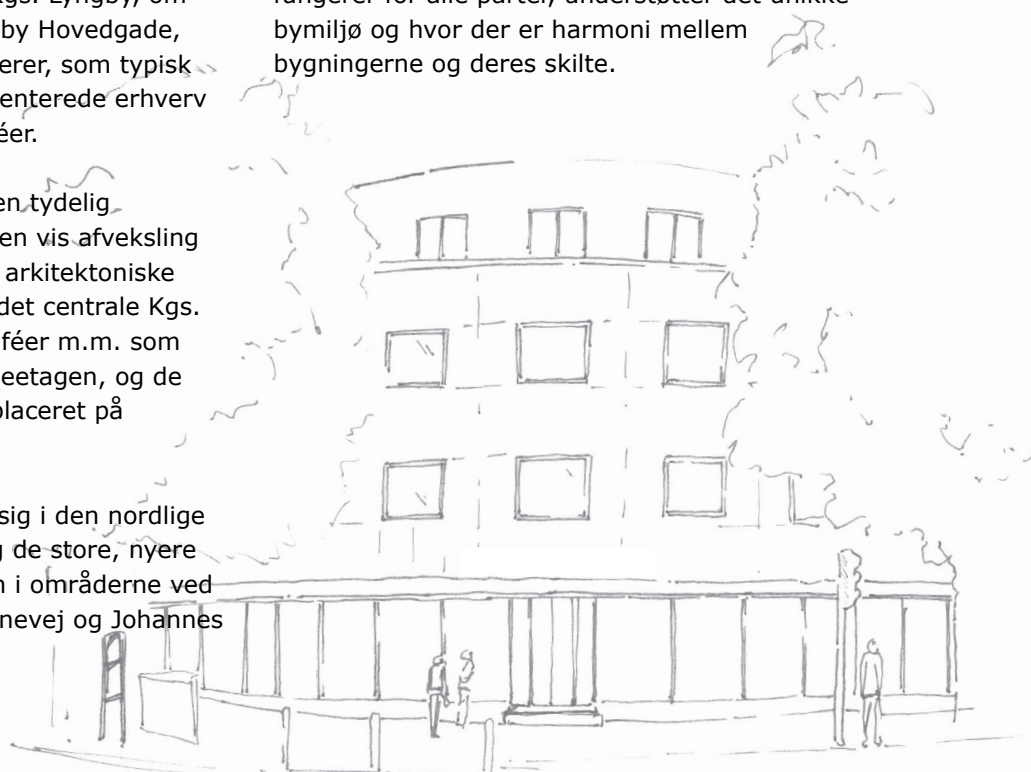 Kgs. Lyngby, om
by Hovedgade,
erer, som typisk
enterede erhverv
éer.
en tydelig
en vis afveksling
arkitektoniske
det centrale Kgs.
féer m.m. som
eetagen, og de
placeret på
sig i den nordlige
g de store, nyere
n i områderne ved
nevej og Johannes
fungerer for alle parter, understøtter det unikke
bymiljø og hvor der er harmoni mellem
bygningerne og deres skilte.